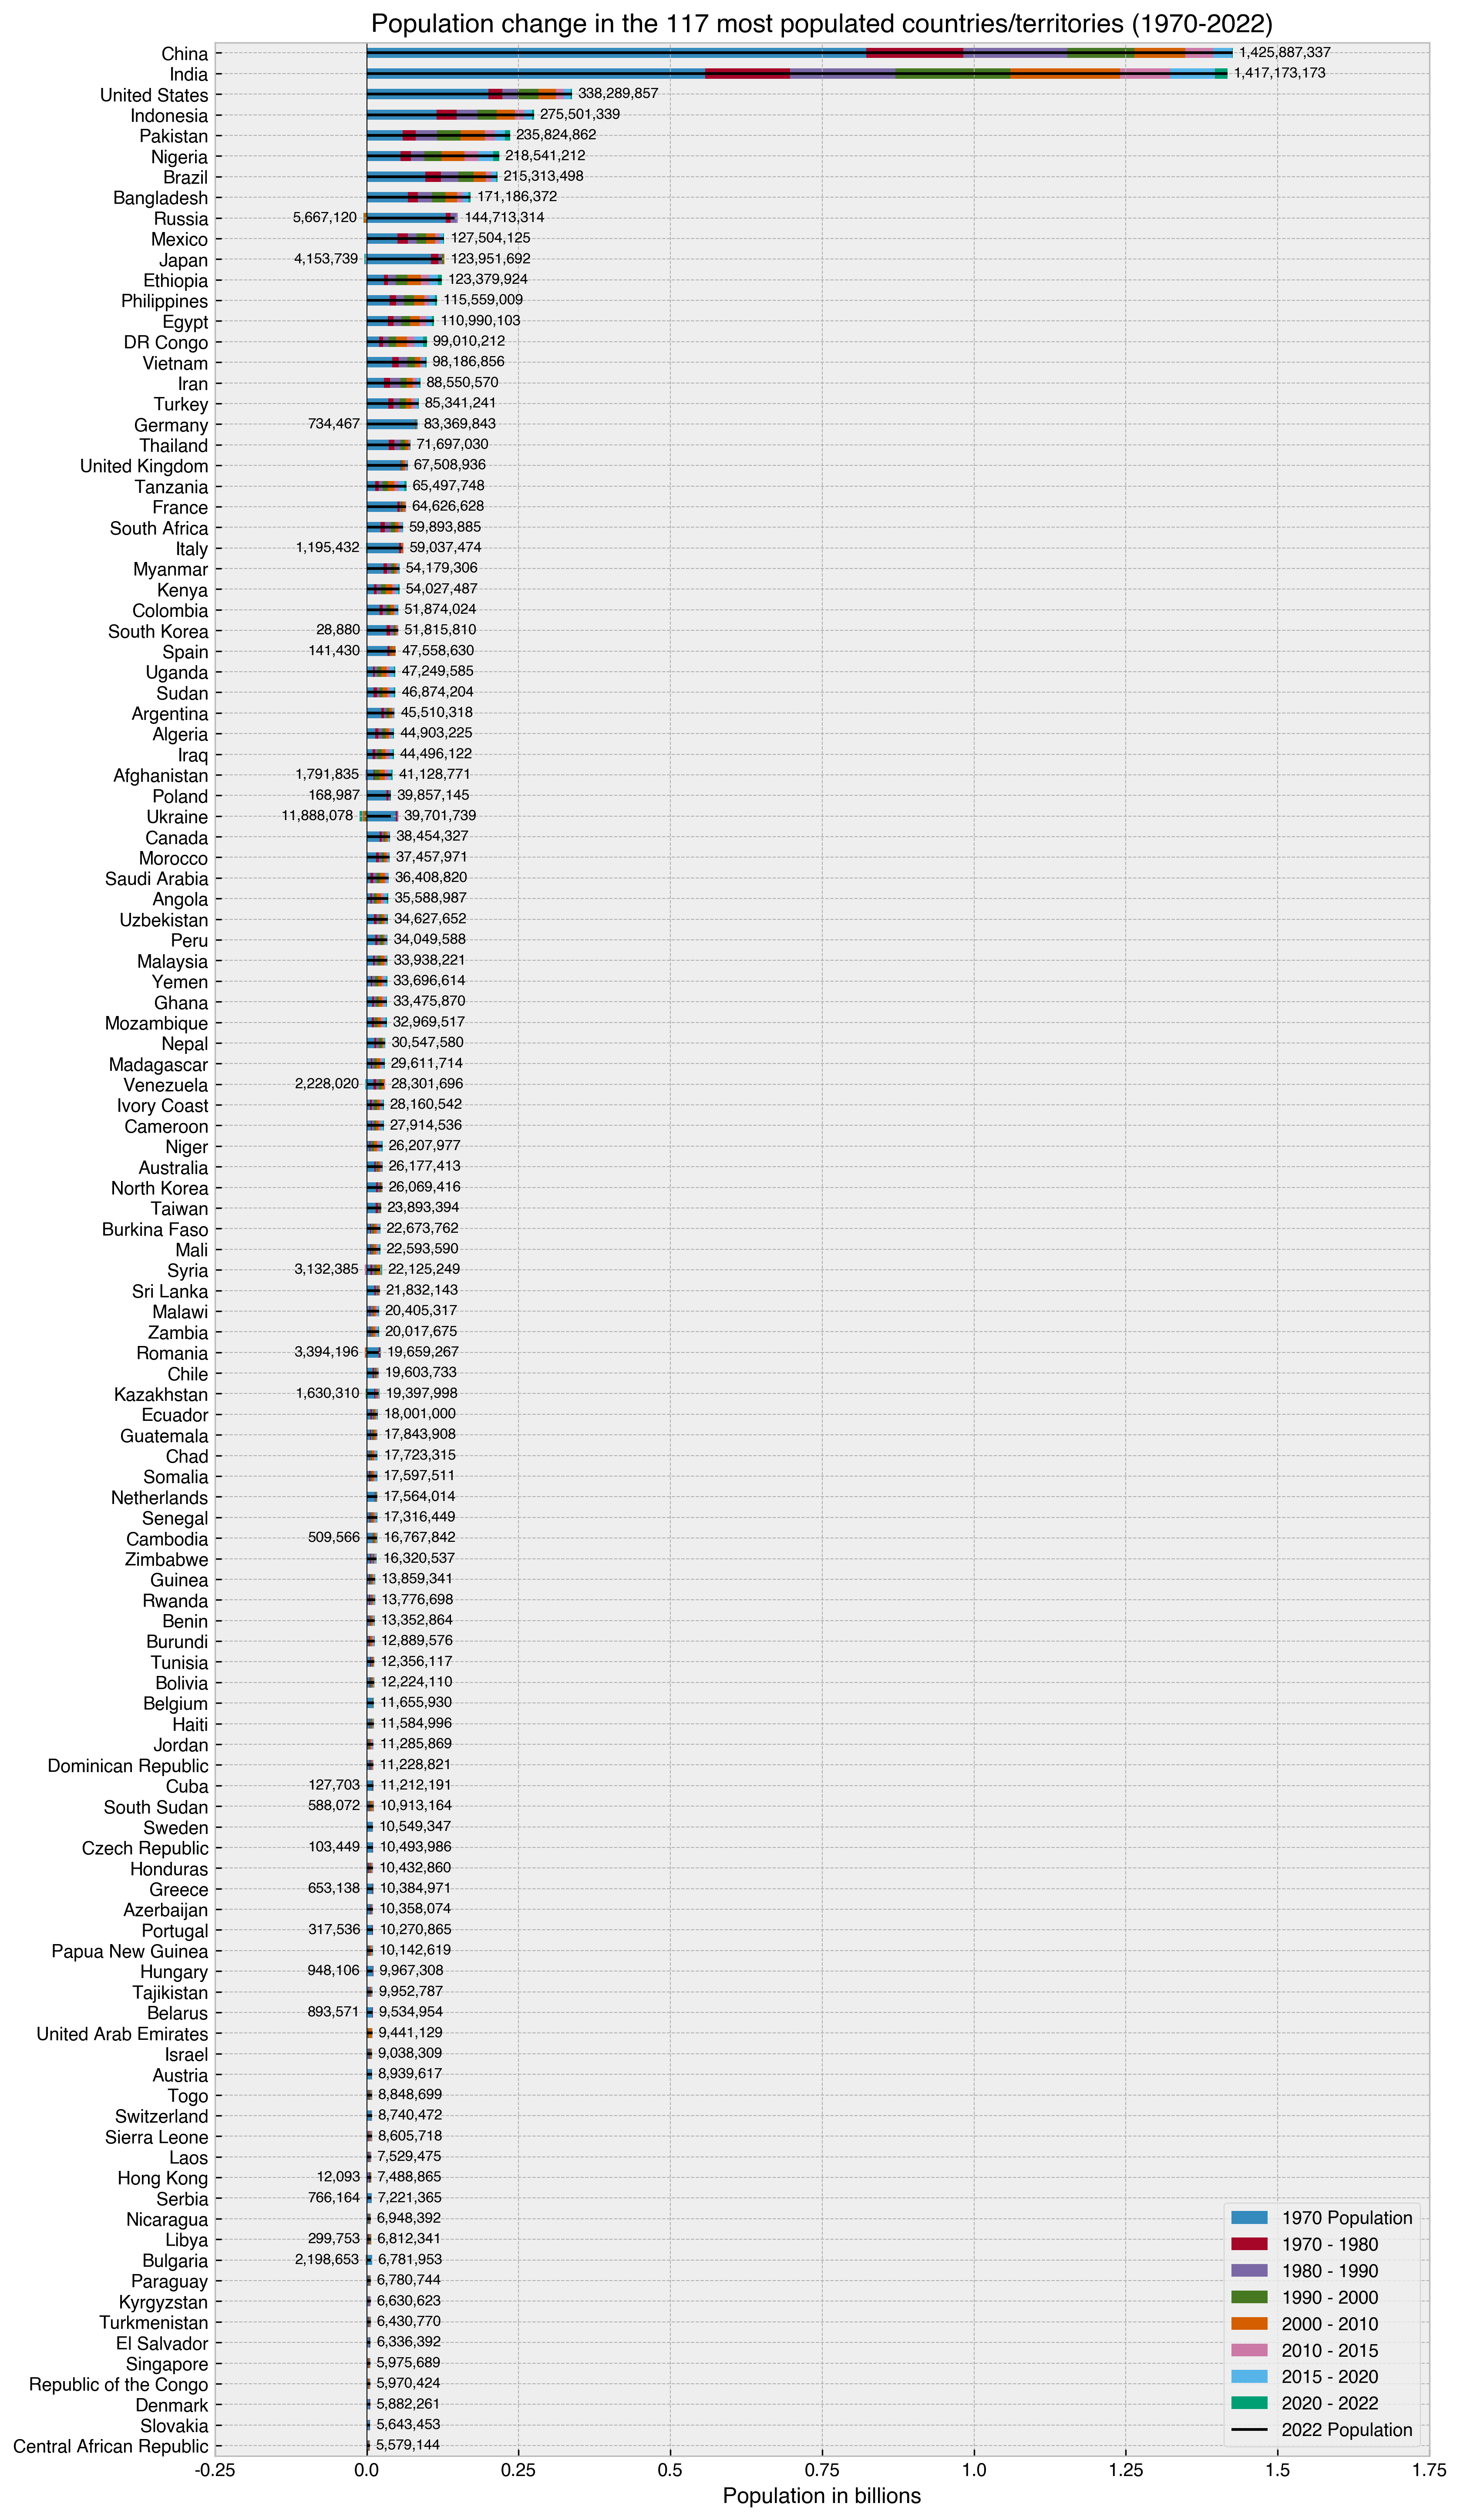 Population change in the 117 most populated countries/territories (1970-2022)
China 1,425,887,337
India 1,417,173,173
United States 338,289,857
Indonesia 275,501,339
Pakistan 235,824,862
Nigeria 218,541,212
Brazil 215,313,498
Bangladesh 171,186,372
Russia 5,667,120 144,713,314
Mexico 127,504,125
Japan 4,153,739 123,951,692
Ethiopia 123,379,924
Philippines 115,559,009
Egypt 110,990,103
DR Congo 99,010,212
Vietnam 98,186,856
Iran 88,550,570
Turkey 85,341,241
Germany 734,467 83,369,843
Thailand 71,697,030
United Kingdom 67,508,936
Tanzania 65,497,748
France 64,626,628
South Africa 59,893,885
Italy 1,195,432 59,037,474
Myanmar 54,179,306
Kenya 54,027,487
Colombia 51,874,024
South Korea 28,880 51,815,810
Spain 141,430 47,558,630
Uganda 47,249,585
Sudan 46,874,204
Argentina 45,510,318
Algeria 44,903,225
Iraq 44,496,122
Afghanistan 1,791,835 41,128,771
Poland 168,987 39,857,145
Ukraine 11,888,078 39,701,739
Canada 38,454,327
Morocco 37,457,971
Saudi Arabia 36,408,820
Angola 35,588,987
Uzbekistan 34,627,652
Peru 34,049,588
Malaysia 33,938,221
Yemen 33,696,614
Ghana 33,475,870
Mozambique 32,969,517
Nepal 30,547,580
Madagascar 29,611,714
Venezuela 2,228,020 28,301,696
Ivory Coast 28,160,542
Cameroon 27,914,536
Niger 26,207,977
Australia 26,177,413
North Korea 26,069,416
Taiwan 23,893,394
Burkina Faso 22,673,762
Mali 22,593,590
Syria 3,132,385 22,125,249
Sri Lanka 21,832,143
Malawi 20,405,317
Zambia 20,017,675
Romania 3,394,196 19,659,267
Chile 19,603,733
Kazakhstan 1,630,310 19,397,998
Ecuador 18,001,000
Guatemala 17,843,908
Chad 17,723,315
Somalia 17,597,511
Netherlands 17,564,014
Senegal 17,316,449
Cambodia 509,566 16,767,842
Zimbabwe 16,320,537
Guinea 13,859,341
Rwanda 13,776,698
Benin 13,352,864
Burundi 12,889,576
Tunisia 12,356,117
Bolivia 12,224,110
Belgium 11,655,930
Haiti 11,584,996
Jordan 11,285,869
Dominican Republic 11,228,821
Cuba 127,703 11,212,191
South Sudan 588,072 10,913,164
Sweden 10,549,347
Czech Republic 103,449 10,493,986
Honduras 10,432,860
Greece 653,138 10,384,971
Azerbaijan 10,358,074
Portugal 317,536 10,270,865
Papua New Guinea 10,142,619
Hungary 948,106 9,967,308
Tajikistan 9,952,787
Belarus 893,571 9,534,954
United Arab Emirates 9,441,129
Israel 9,038,309
Austria 8,939,617
Togo 8,848,699
Switzerland 8,740,472
Sierra Leone 8,605,718
Laos 7,529,475
Hong Kong 12,093 7,488,865
Serbia 766,164 7,221,365
Nicaragua 6,948,392
Libya 299,753 6,812,341
Bulgaria 2,198,653 6,781,953
Paraguay 6,780,744
Kyrgyzstan 6,630,623
Turkmenistan 6,430,770
El Salvador 6,336,392
Singapore 5,975,689
Republic of the Congo 5,970,424
Denmark 5,882,261
Slovakia 5,643,453
Central African Republic 5,579,144
1970 Population
1970 - 1980
1980 - 1990
1990 - 2000
2000 - 2010
2010 - 2015
2015 - 2020
2020 - 2022
2022 Population
-0.25 0.0 0.25 0.50 0.75 1.0 1.25 1.5 1.75
Population in billions